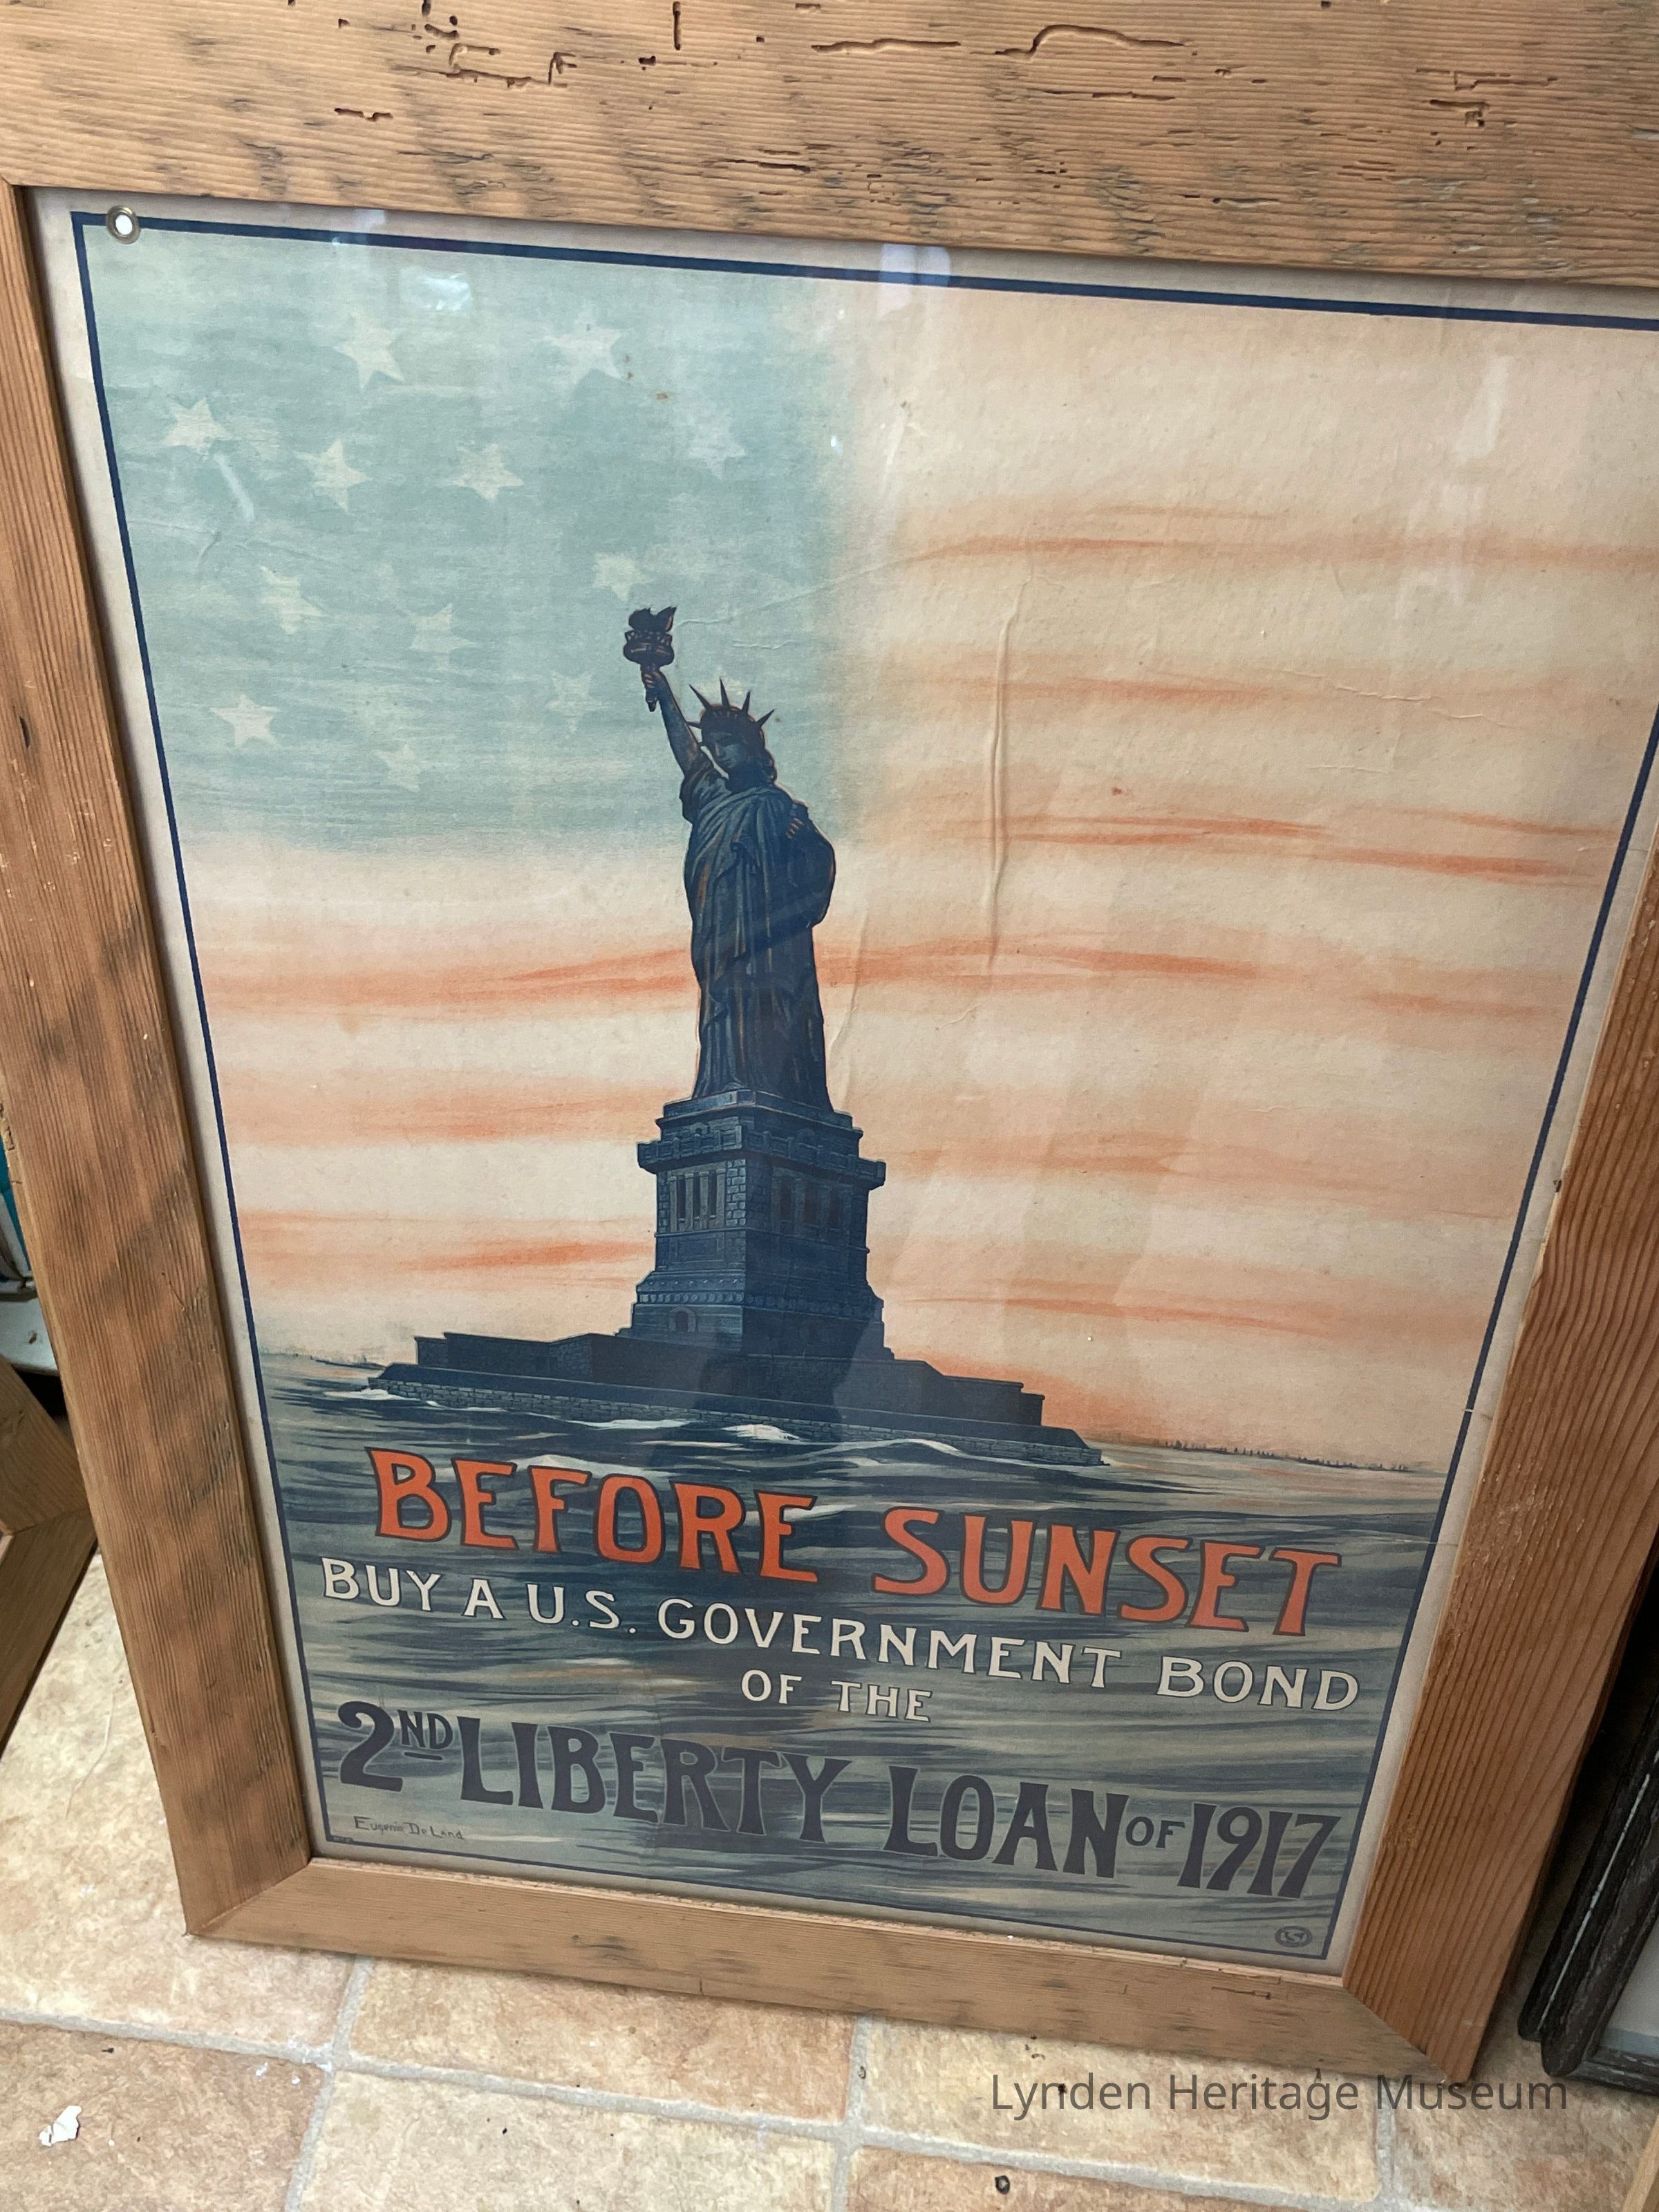 BEFORE SUNSET
BUY A U.S. GOVERNMENT BOND
OF THE
2ND LIBERTY LOAN OF 1917
Eugenie De Land
Lynden Heritage Museum